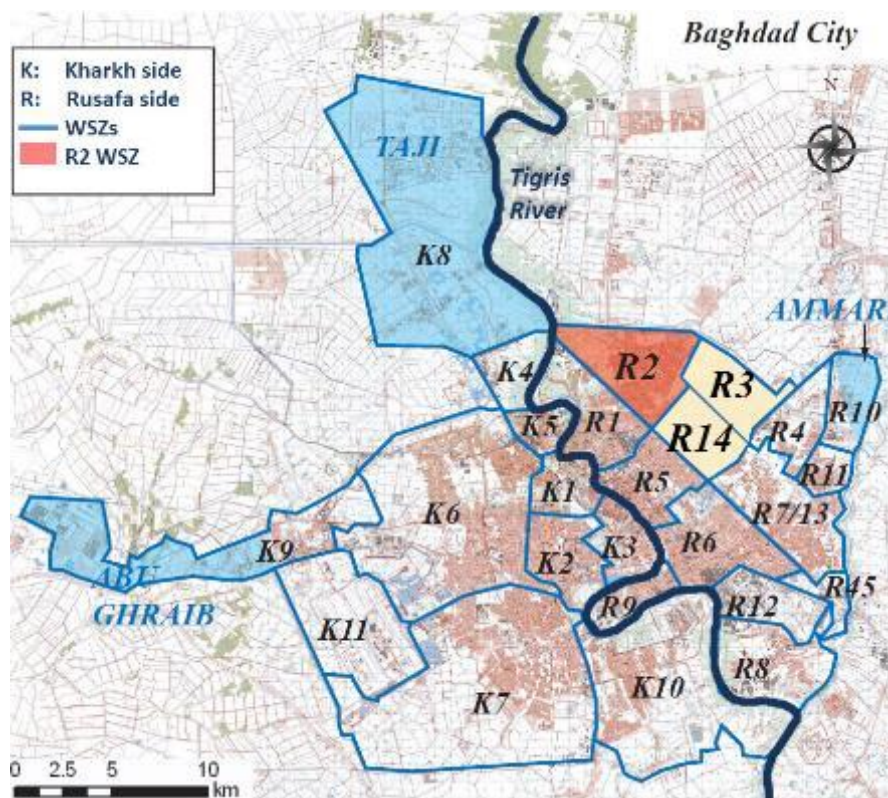 Baghdad City
K: Kharkh side
R: Rusafa side
WSZs
R2 WSZ
N
TAJI
Tigris
River
K8
AMMAR
K4
R2
R3
R10
K5
R1
R14
R4
R11
K1
R5
R7/13
K6
K9
K2
K3
R6
ABU
GHRAIB
R9
R12
R45
K11
K7
K10
R8
0 2.5 5 10
km